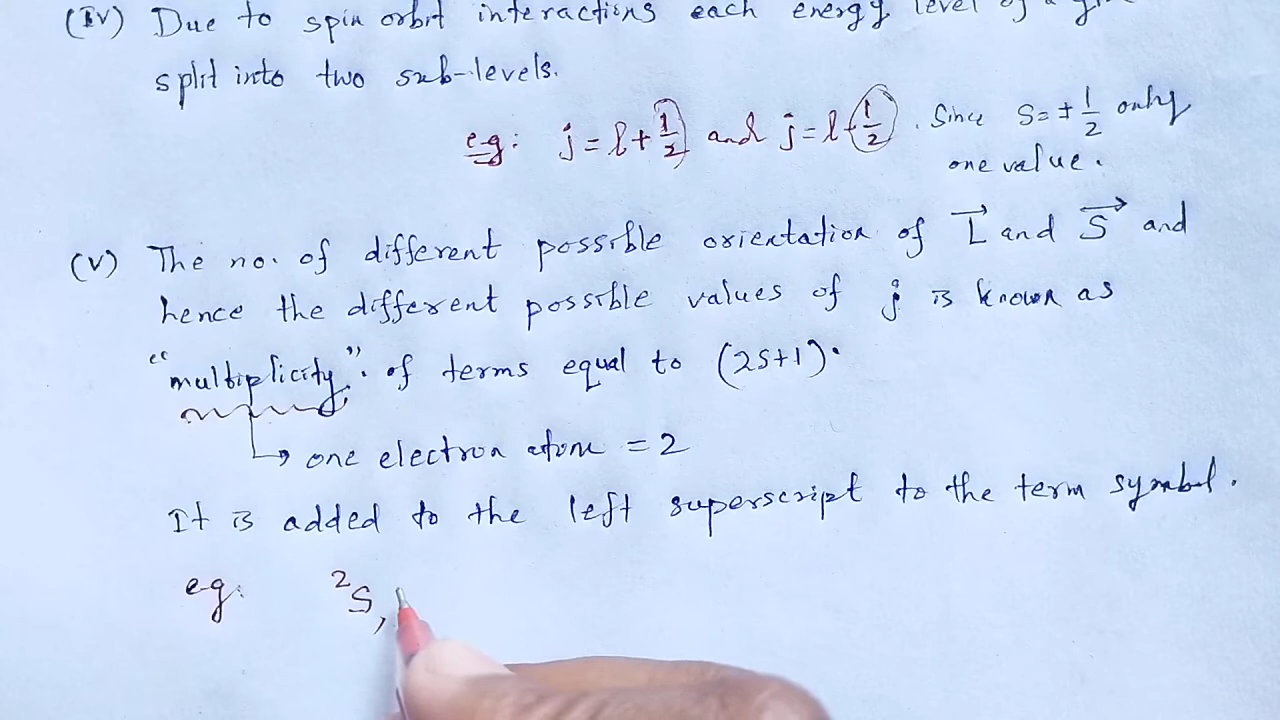 (IV) Due to spin orbit interactions each energy level of a
split into two sub-levels.
e.g: j = l + 1/2 and j = l - 1/2 . Since S = ± 1/2 only
one value.
(V) The no. of different possible orientation of L⃗ and S⃗ and
hence the different possible values of j is known as
"multiplicity". of terms equal to (2S+1).
↳ one electron atom = 2
It is added to the left superscript to the term symbol.
eg: ²S,